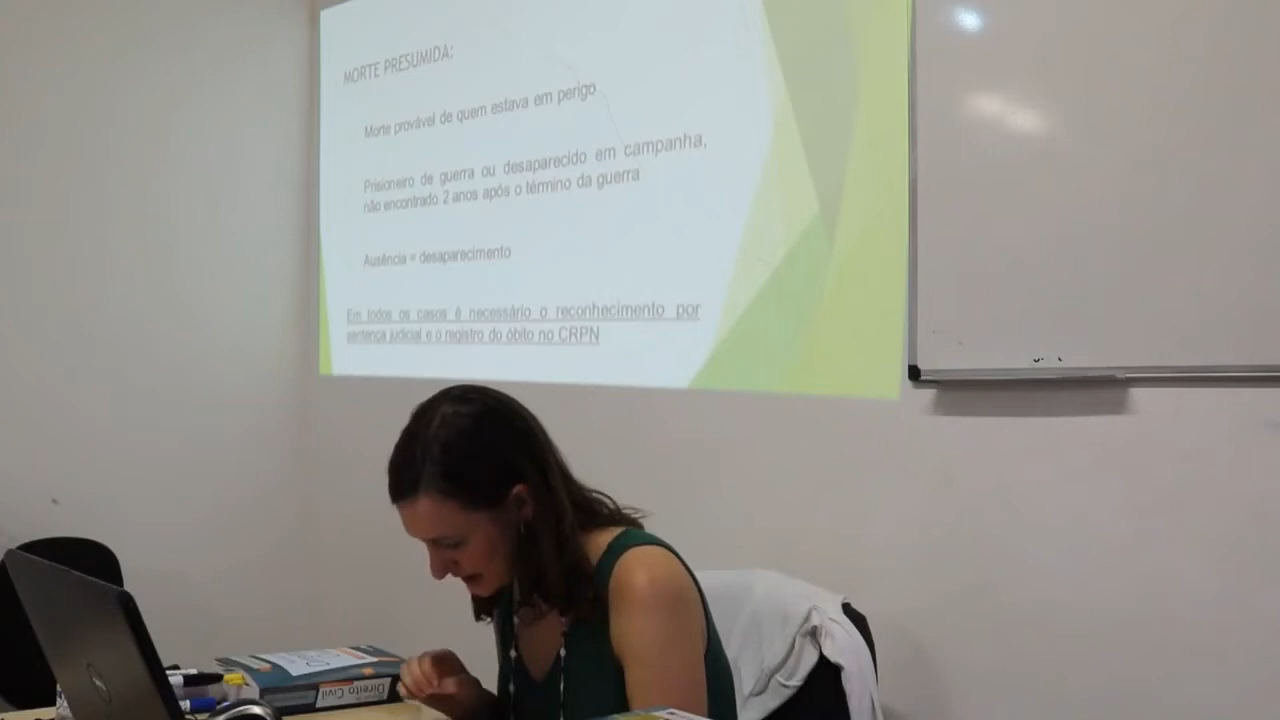 MORTE PRESUMIDA:
Morte provável de quem estava em perigo
Prisioneiro de guerra ou desaparecido em campanha,
não encontrado 2 anos após o término da guerra
Ausência = desaparecimento
Em todos os casos é necessário o reconhecimento por
sentença judicial e o registro do óbito no CRPN
Direito Civil